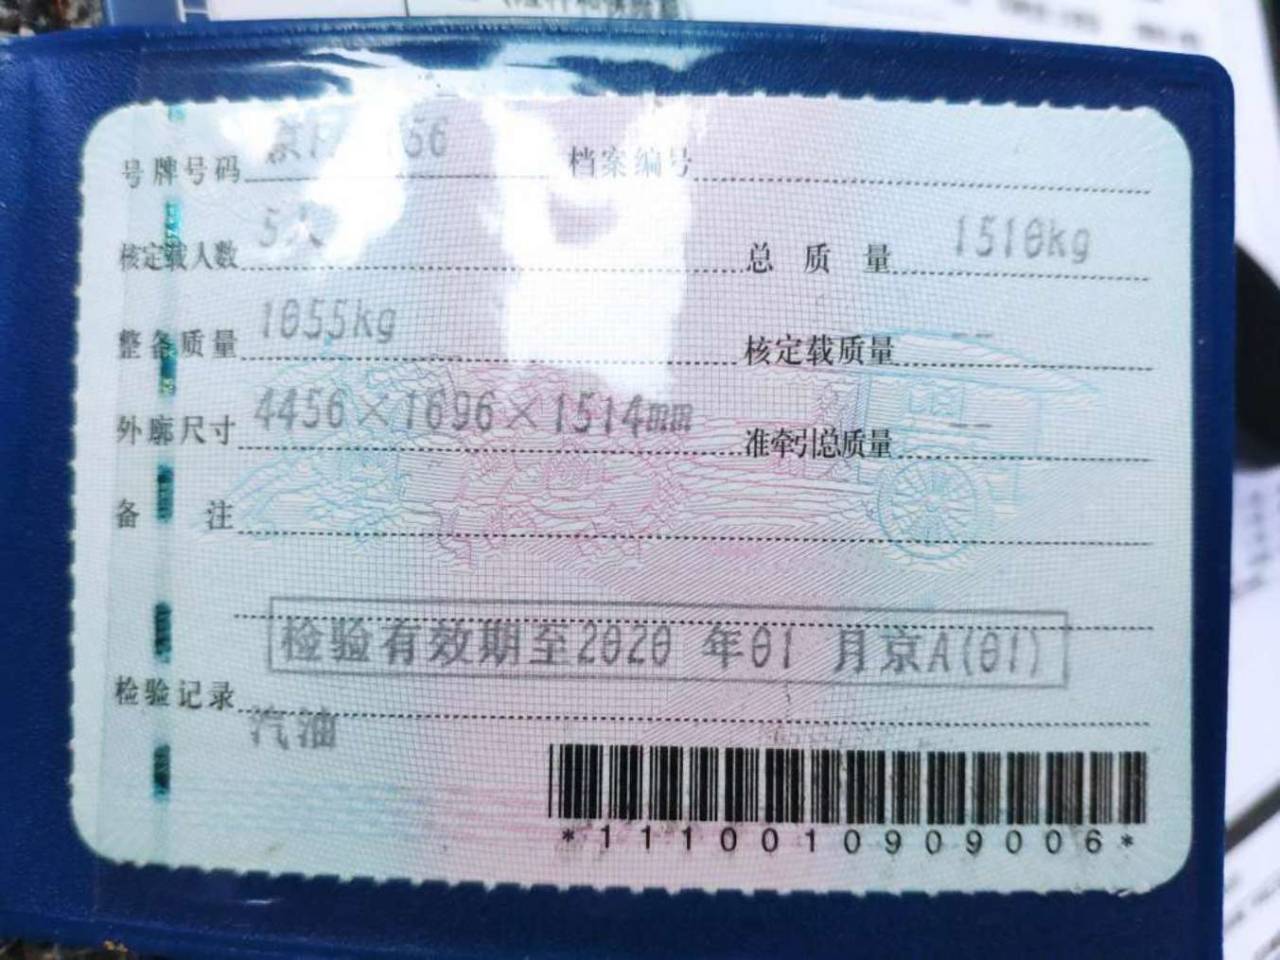 号牌号码 56 档案编号
核定载人数 5人 总质量 1510kg
整备质量 1055kg 核定载质量 --
外廓尺寸 4456×1696×1514mm 准牵引总质量 --
备注
检验有效期至2020年01月京A(01)
检验记录
汽油
*1110010909006*